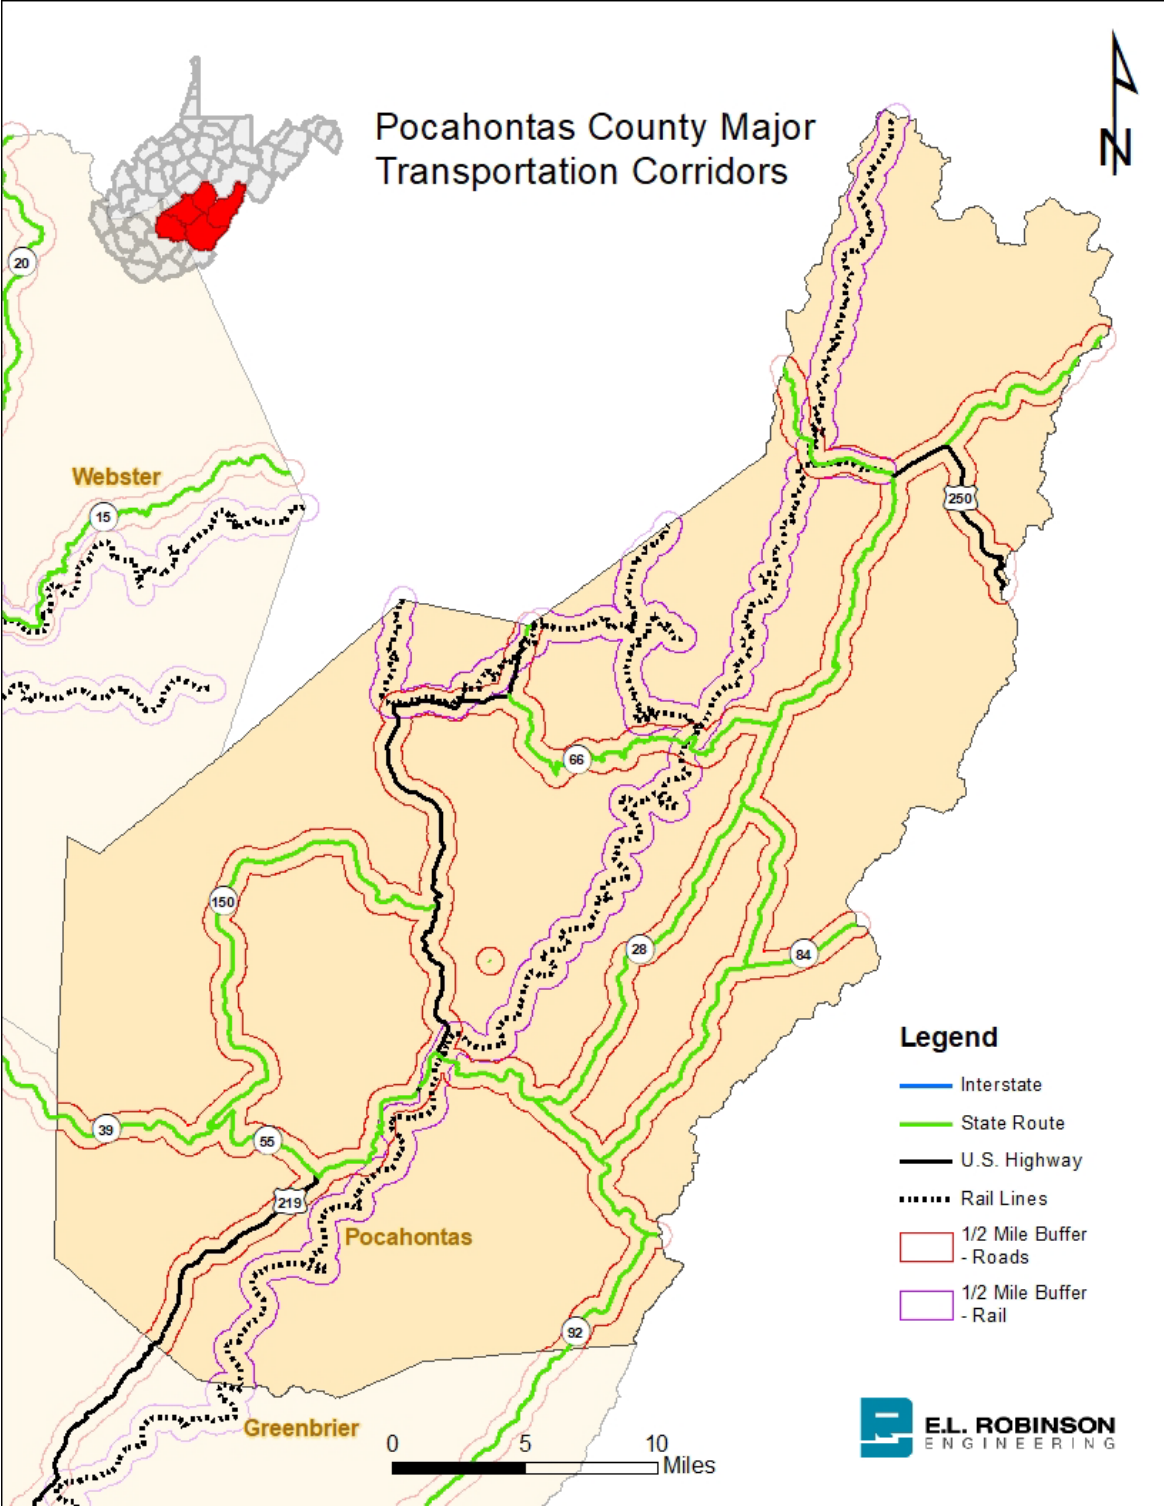 Pocahontas County Major
Transportation Corridors
N
20
Webster
15
250
66
150
28
84
39
55
219
Pocahontas
92
Greenbrier
Legend
Interstate
State Route
U.S. Highway
Rail Lines
1/2 Mile Buffer
- Roads
1/2 Mile Buffer
- Rail
0 5 10
Miles
E.L. ROBINSON
ENGINEERING